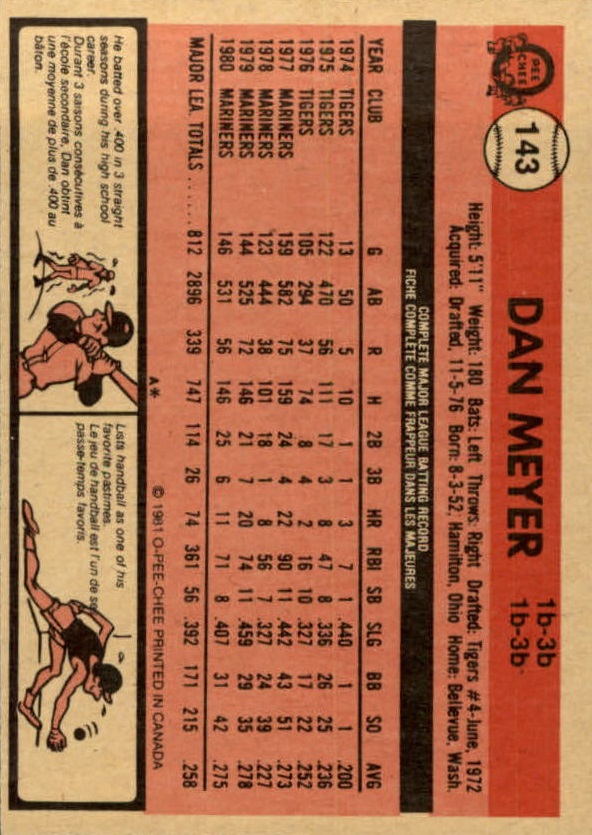 O PEE CHEE
143
DAN MEYER
1b-3b
1b-3b
Height: 5'11" Weight: 180 Bats: Left Throws: Right Drafted: Tigers #4-June, 1972
Acquired: Drafted, 11-5-76 Born: 8-3-52, Hamilton, Ohio Home: Bellevue, Wash.
COMPLETE MAJOR LEAGUE BATTING RECORD
FICHE COMPLÈTE COMME FRAPPEUR DANS LES MAJEURES
YEAR CLUB G AB R H 2B 3B HR RBI SB SLG BB SO AVG
1974 TIGERS 13 50 5 10 1 1 3 7 1 .440 1 1 .200
1975 TIGERS 122 470 56 111 17 3 8 47 8 .336 26 25 .236
1976 TIGERS 105 294 37 74 8 4 2 16 10 .327 17 22 .252
1977 MARINERS 159 582 75 159 24 4 22 90 11 .442 43 51 .273
1978 MARINERS 123 444 38 101 18 1 8 56 7 .327 24 39 .227
1979 MARINERS 144 525 72 146 21 7 20 74 11 .459 29 35 .278
1980 MARINERS 146 531 56 146 25 6 11 71 8 .407 31 42 .275
MAJOR LEA. TOTALS ....... 812 2896 339 747 114 26 74 361 56 .392 171 215 .258
A* © 1981 O-PEE-CHEE PRINTED IN CANADA
He batted over .400 in 3 straight
seasons during his high school
career.
Durant 3 saisons consécutives à
l'école secondaire, Dan obtint
une moyenne de plus de .400 au
bâton.
Lists handball as one of his
favorite pastimes.
Le jeu de handball est l'un de se
passe-temps favoris.